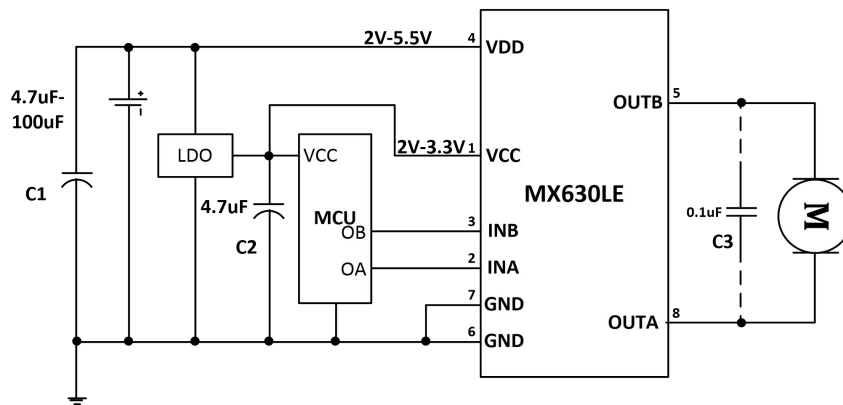 2V-5.5V
4
VDD
4.7uF-
100uF
+
-
5
OUTB
LDO
VCC
2V-3.3V
1
VCC
C1
4.7uF
C2
MCU
MX630LE
0.1uF
C3
M
OB
3
INB
OA
2
INA
7
GND
OUTA
8
6
GND